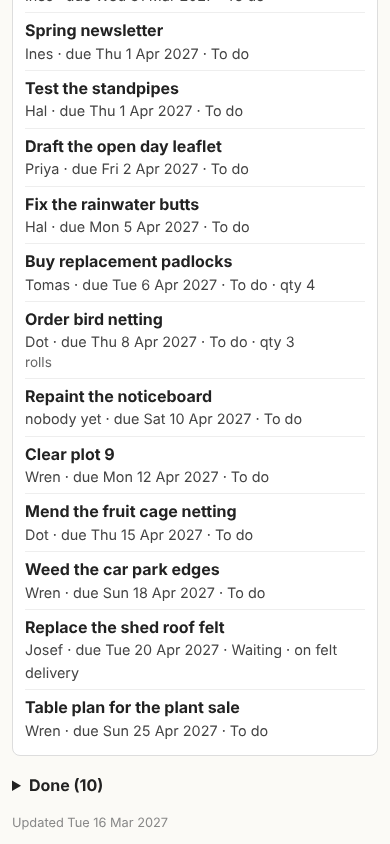 Ines · due Wed 31 Mar 2027 · To do
Spring newsletter
Ines · due Thu 1 Apr 2027 · To do
Test the standpipes
Hal · due Thu 1 Apr 2027 · To do
Draft the open day leaflet
Priya · due Fri 2 Apr 2027 · To do
Fix the rainwater butts
Hal · due Mon 5 Apr 2027 · To do
Buy replacement padlocks
Tomas · due Tue 6 Apr 2027 · To do · qty 4
Order bird netting
Dot · due Thu 8 Apr 2027 · To do · qty 3
rolls
Repaint the noticeboard
nobody yet · due Sat 10 Apr 2027 · To do
Clear plot 9
Wren · due Mon 12 Apr 2027 · To do
Mend the fruit cage netting
Dot · due Thu 15 Apr 2027 · To do
Weed the car park edges
Wren · due Sun 18 Apr 2027 · To do
Replace the shed roof felt
Josef · due Tue 20 Apr 2027 · Waiting · on felt
delivery
Table plan for the plant sale
Wren · due Sun 25 Apr 2027 · To do
Done (10)
Updated Tue 16 Mar 2027